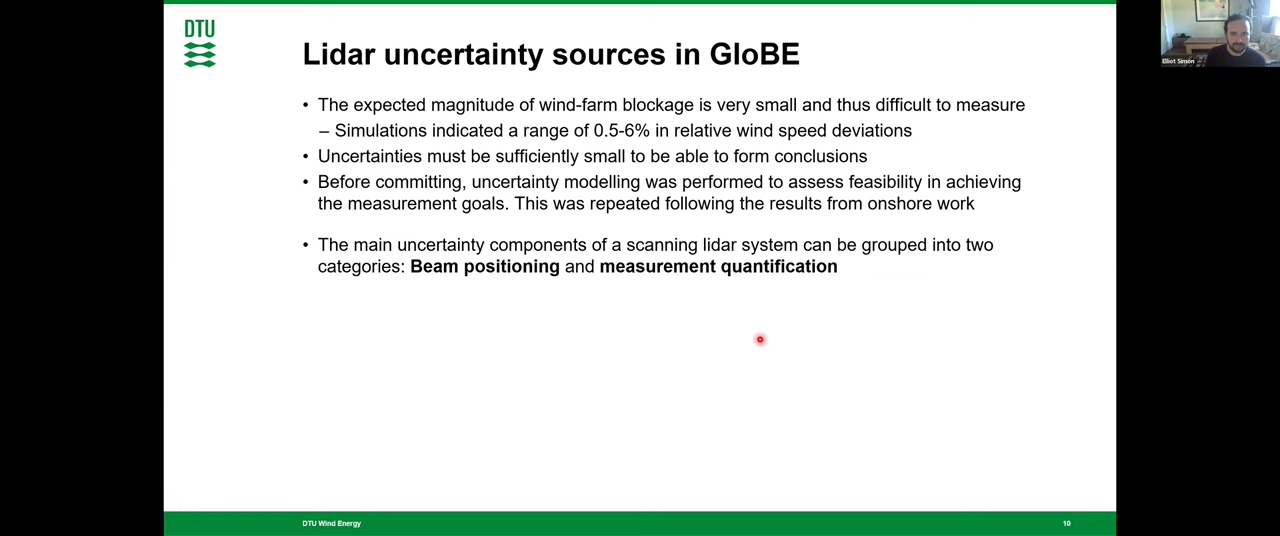 DTU
Lidar uncertainty sources in GloBE
• The expected magnitude of wind-farm blockage is very small and thus difficult to measure
– Simulations indicated a range of 0.5-6% in relative wind speed deviations
• Uncertainties must be sufficiently small to be able to form conclusions
• Before committing, uncertainty modelling was performed to assess feasibility in achieving
the measurement goals. This was repeated following the results from onshore work
• The main uncertainty components of a scanning lidar system can be grouped into two
categories: Beam positioning and measurement quantification
Elliot Simon
DTU Wind Energy
10